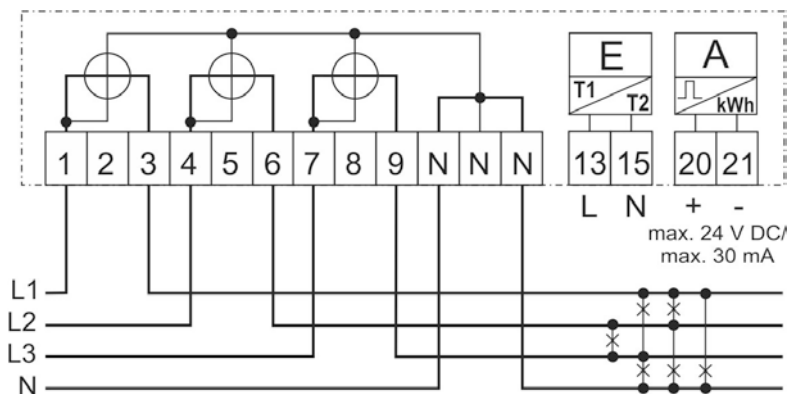 E A
T1 T2 kWh
1 2 3 4 5 6 7 8 9 N N N 13 15 20 21
L N + -
max. 24 V DC/
max. 30 mA
L1
L2
L3
N